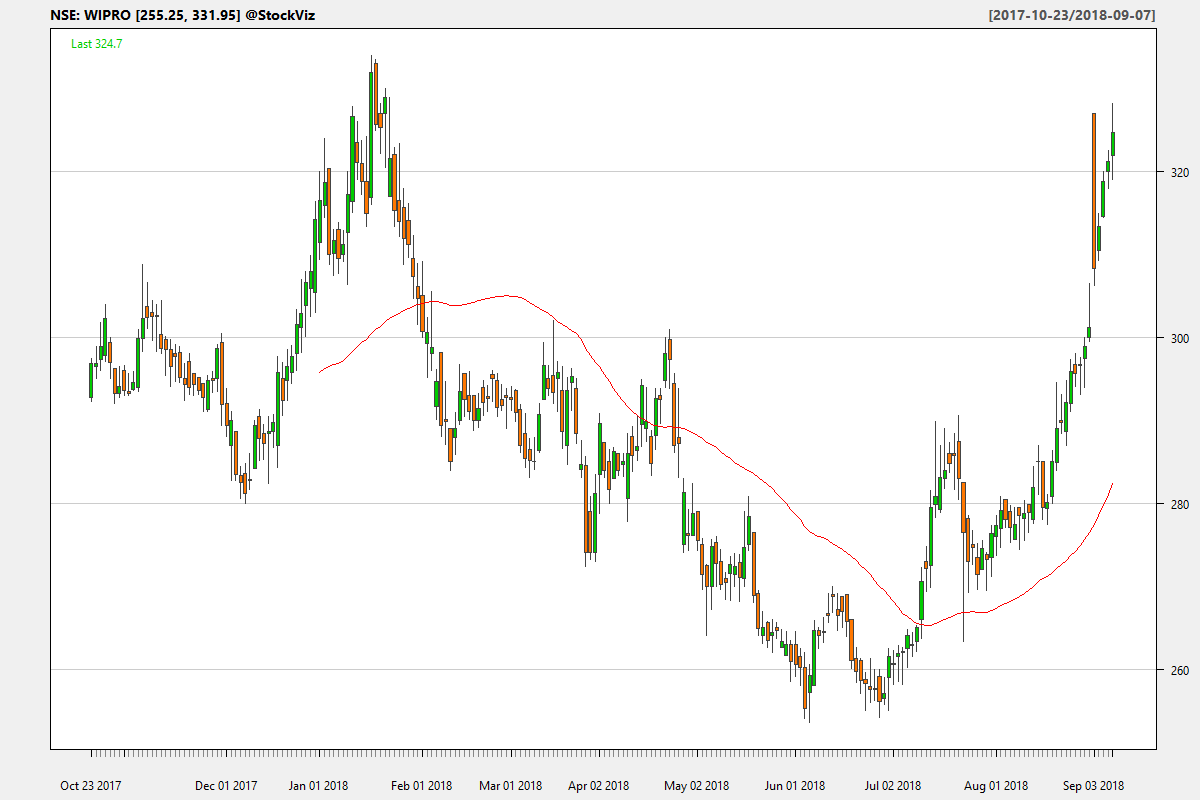 NSE: WIPRO [255.25, 331.95] @StockViz [2017-10-23/2018-09-07]
Last 324.7
320
300
280
260
Oct 23 2017 Dec 01 2017 Jan 01 2018 Feb 01 2018 Mar 01 2018 Apr 02 2018 May 02 2018 Jun 01 2018 Jul 02 2018 Aug 01 2018 Sep 03 2018